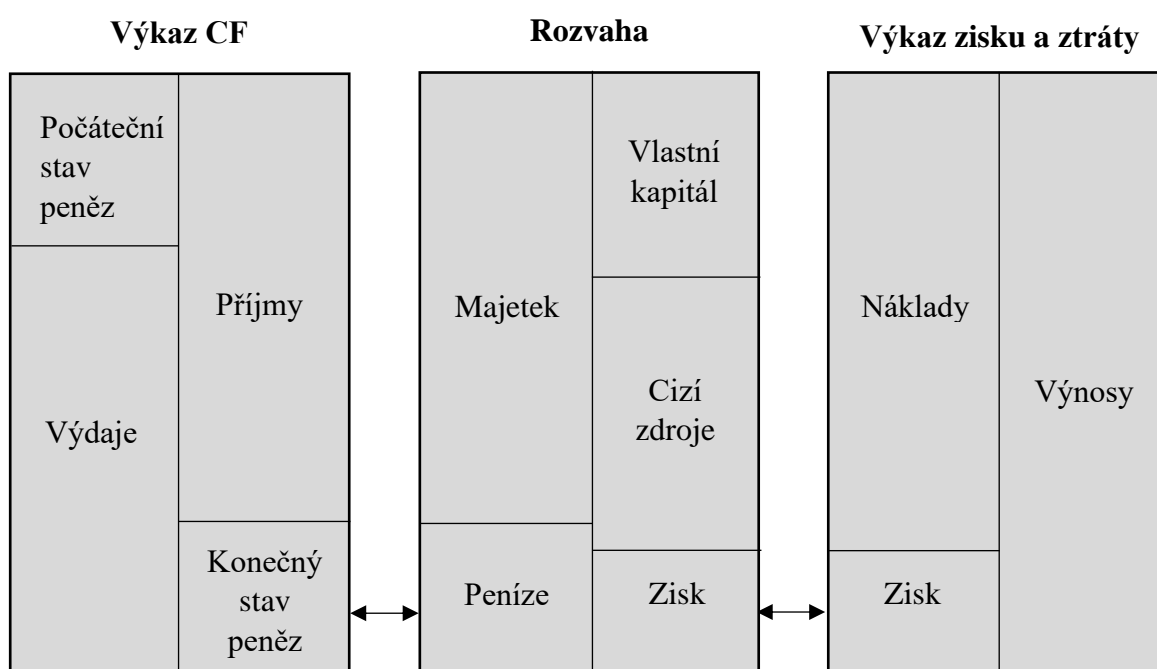 Výkaz CF
Rozvaha
Výkaz zisku a ztráty
Počáteční
stav
peněz
Výdaje
Příjmy
Konečný
stav
peněz
Majetek
Peníze
Vlastní
kapitál
Cizí
zdroje
Zisk
Náklady
Zisk
Výnosy